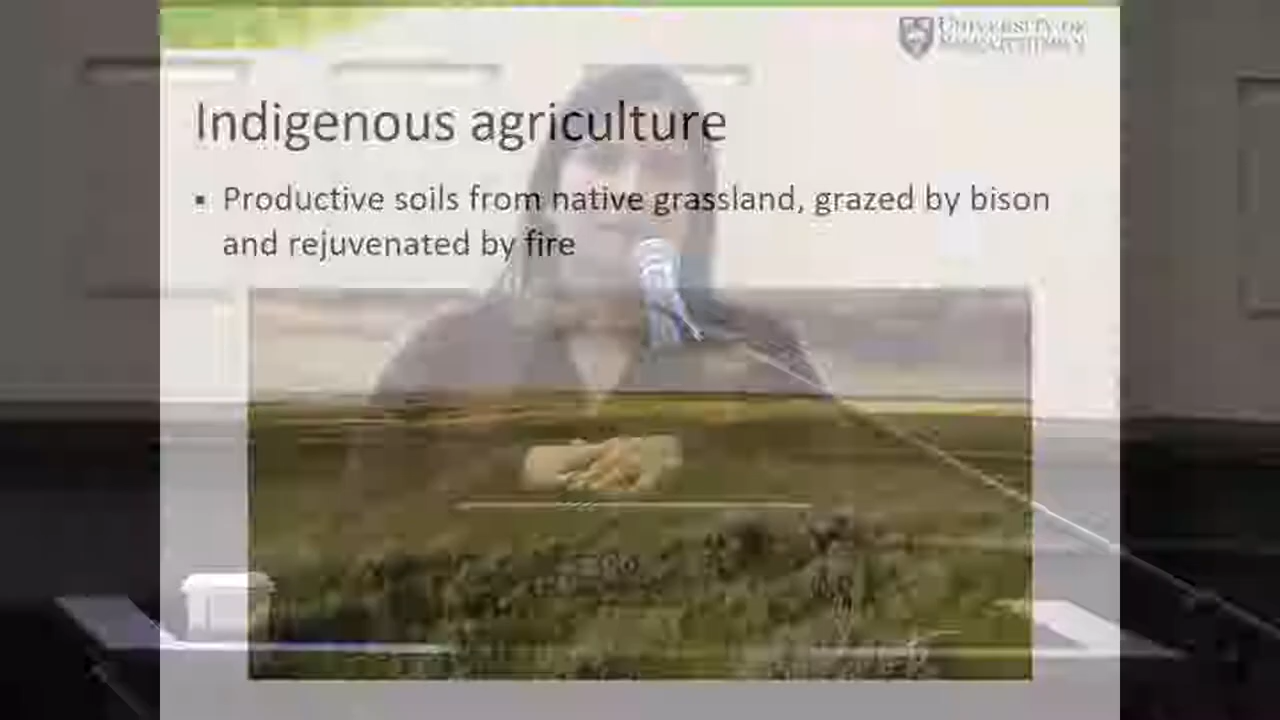 Indigenous agriculture
▪ Productive soils from native grassland, grazed by bison
and rejuvenated by fire